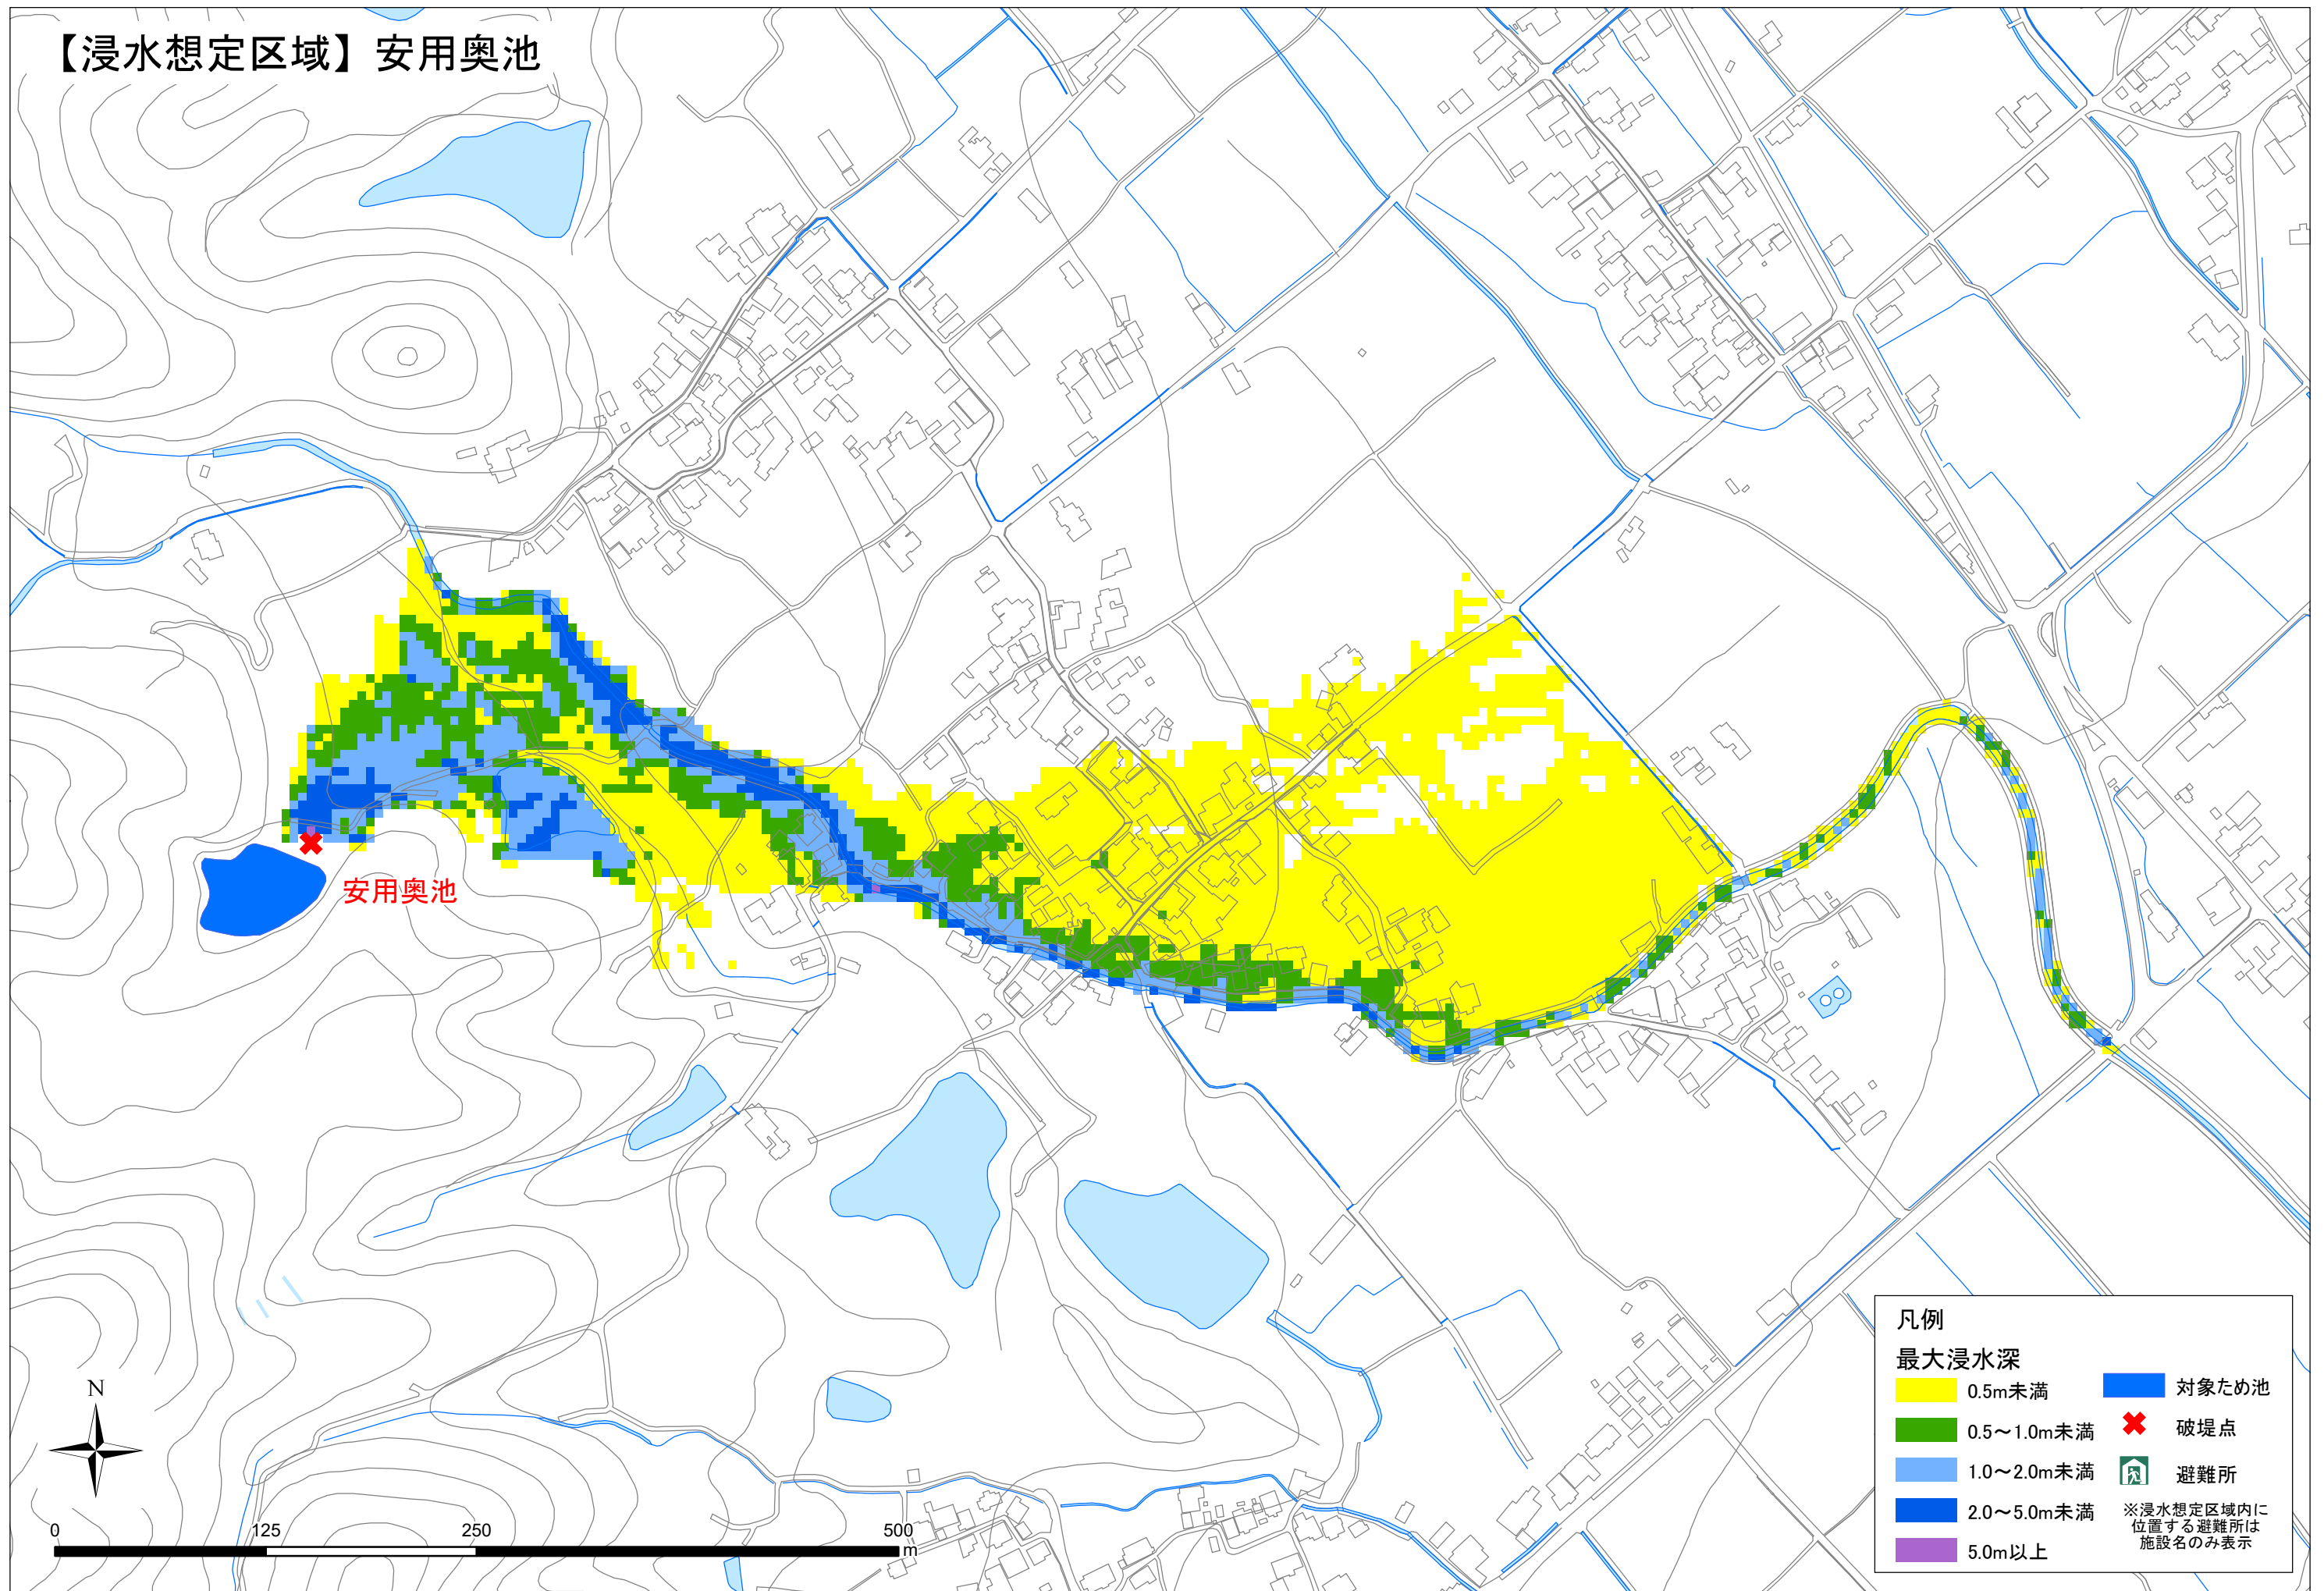 【浸水想定区域】安用奥池
安用奥池
N
0 125 250 500
m
凡例
最大浸水深
0.5m未満
0.5～1.0m未満
1.0～2.0m未満
2.0～5.0m未満
5.0m以上
対象ため池
破堤点
避難所
※浸水想定区域内に
位置する避難所は
施設名のみ表示